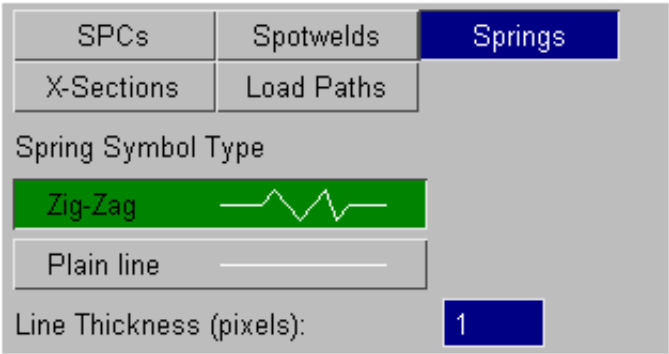 SPCs Spotwelds Springs
X-Sections Load Paths
Spring Symbol Type
Zig-Zag
Plain line
Line Thickness (pixels): 1